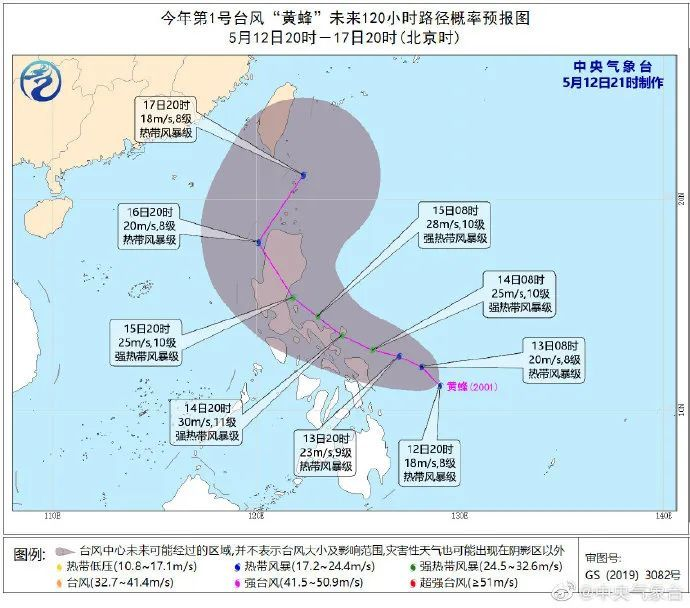 今年第1号台风“黄蜂”未来120小时路径概率预报图
5月12日20时－17日20时(北京时)
中央气象台
5月12日21时制作
17日20时
18m/s,8级
热带风暴级
16日20时
20m/s,8级
热带风暴级
15日08时
28m/s,10级
强热带风暴级
20N
14日08时
25m/s,10级
强热带风暴级
15日20时
25m/s,10级
强热带风暴级
13日08时
20m/s,8级
热带风暴级
黄蜂(2001)
14日20时
30m/s,11级
强热带风暴级
13日20时
23m/s,9级
热带风暴级
12日20时
18m/s,8级
热带风暴级
10N
110E
120E
130E
140E
图例:
台风中心未来可能经过的区域,并不表示台风大小及影响范围,灾害性天气也可能出现在阴影区以外
热带低压(10.8~17.1m/s)
热带风暴(17.2~24.4m/s)
强热带风暴(24.5~32.6m/s)
台风(32.7~41.4m/s)
强台风(41.5~50.9m/s)
超强台风(≥51m/s)
审图号:
GS (2019) 3082号
@中央气象台